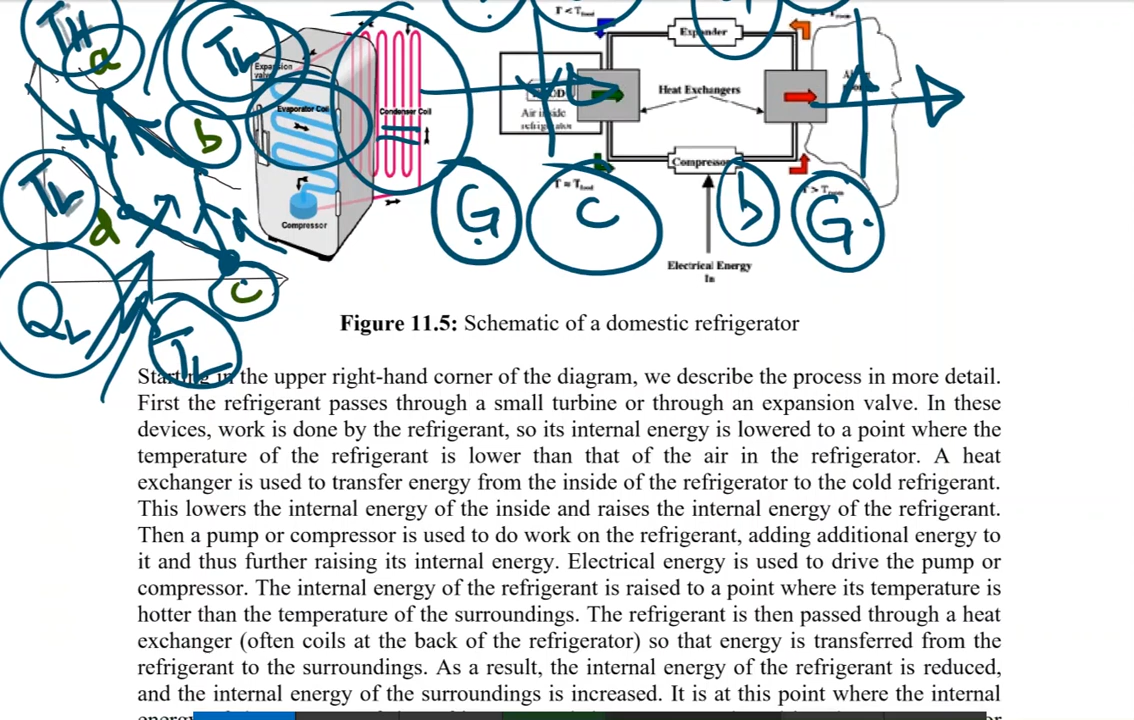 TH
a
TL
b
TL
d
c
QL
TL
Expansion
valve
Evaporator Coil
Condenser Coil
Compressor
G
C
b
G
Expander
Heat Exchangers
Air inside
refrigerator
Compressor
Electrical Energy
In
Figure 11.5: Schematic of a domestic refrigerator
Starting in the upper right-hand corner of the diagram, we describe the process in more detail.
First the refrigerant passes through a small turbine or through an expansion valve. In these
devices, work is done by the refrigerant, so its internal energy is lowered to a point where the
temperature of the refrigerant is lower than that of the air in the refrigerator. A heat
exchanger is used to transfer energy from the inside of the refrigerator to the cold refrigerant.
This lowers the internal energy of the inside and raises the internal energy of the refrigerant.
Then a pump or compressor is used to do work on the refrigerant, adding additional energy to
it and thus further raising its internal energy. Electrical energy is used to drive the pump or
compressor. The internal energy of the refrigerant is raised to a point where its temperature is
hotter than the temperature of the surroundings. The refrigerant is then passed through a heat
exchanger (often coils at the back of the refrigerator) so that energy is transferred from the
refrigerant to the surroundings. As a result, the internal energy of the refrigerant is reduced,
and the internal energy of the surroundings is increased. It is at this point where the internal